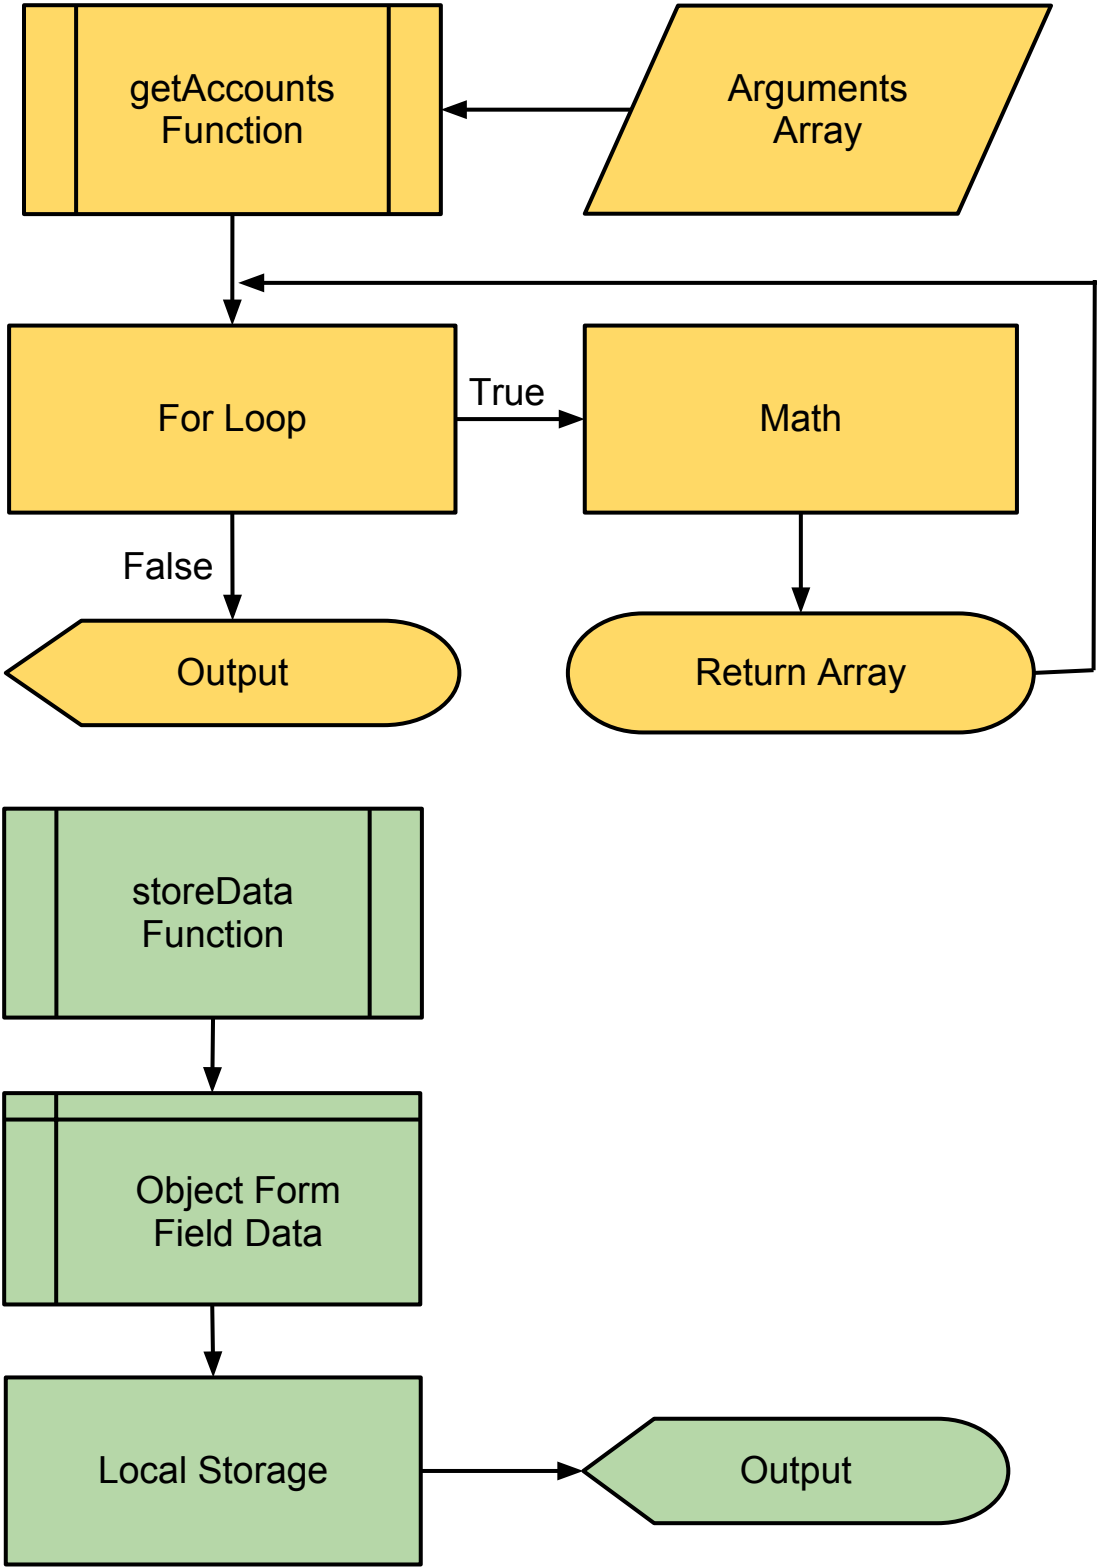 getAccounts
Function
Arguments
Array
For Loop
True
Math
False
Output
Return Array
storeData
Function
Object Form
Field Data
Local Storage
Output